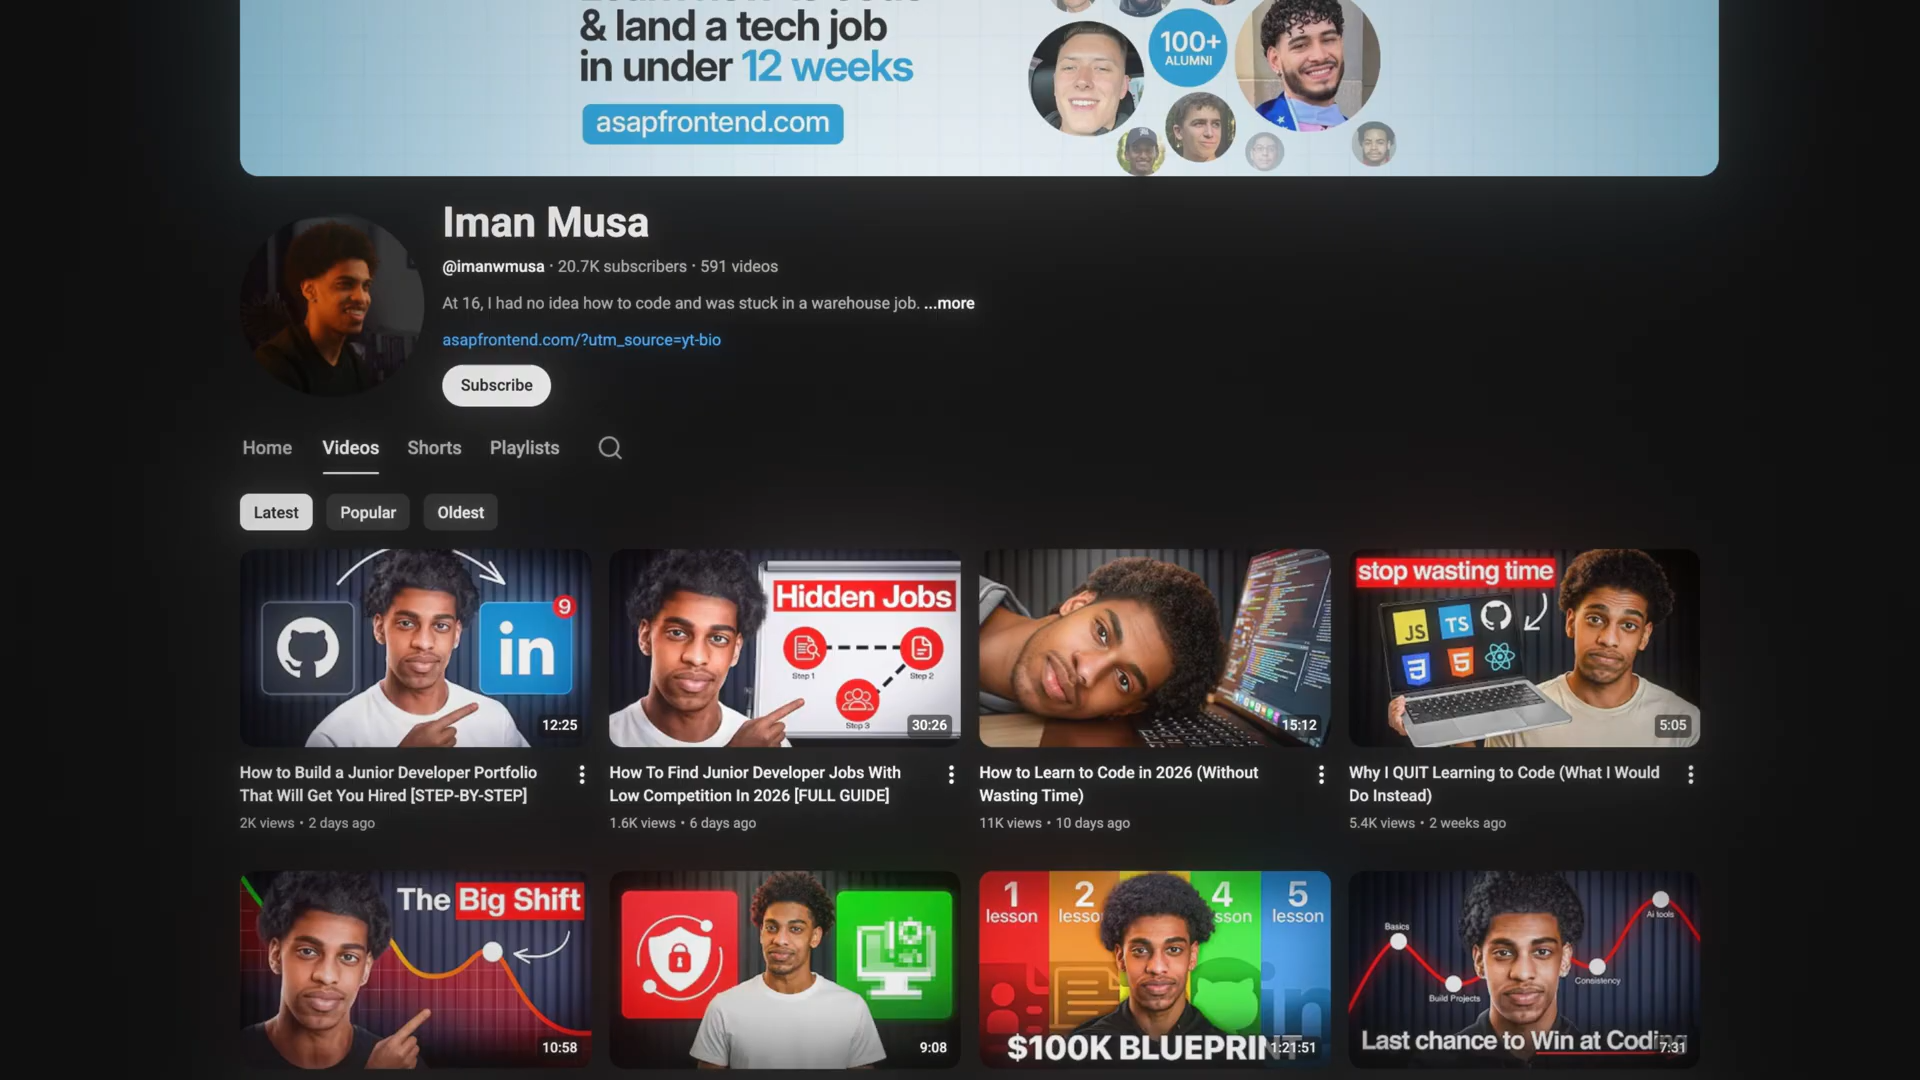 & land a tech job
in under 12 weeks
asapfrontend.com
100+
ALUMNI
Iman Musa
@imanwmusa · 20.7K subscribers · 591 videos
At 16, I had no idea how to code and was stuck in a warehouse job. ...more
asapfrontend.com/?utm_source=yt-bio
Subscribe
Home Videos Shorts Playlists
Latest Popular Oldest
in
9
12:25
Hidden Jobs
Step 1
Step 2
Step 3
30:26
15:12
stop wasting time
JS TS
3 5
5:05
How to Build a Junior Developer Portfolio
That Will Get You Hired [STEP-BY-STEP]
2K views • 2 days ago
How To Find Junior Developer Jobs With
Low Competition In 2026 [FULL GUIDE]
1.6K views • 6 days ago
How to Learn to Code in 2026 (Without
Wasting Time)
11K views • 10 days ago
Why I QUIT Learning to Code (What I Would
Do Instead)
5.4K views • 2 weeks ago
The Big Shift
10:58
9:08
1 2 4 5
lesson lesso sson lesson
in
$100K BLUEPRINT
1:21:51
Basics
Build Projects
Consistency
Ai tools
Last chance to Win at Coding
7:31